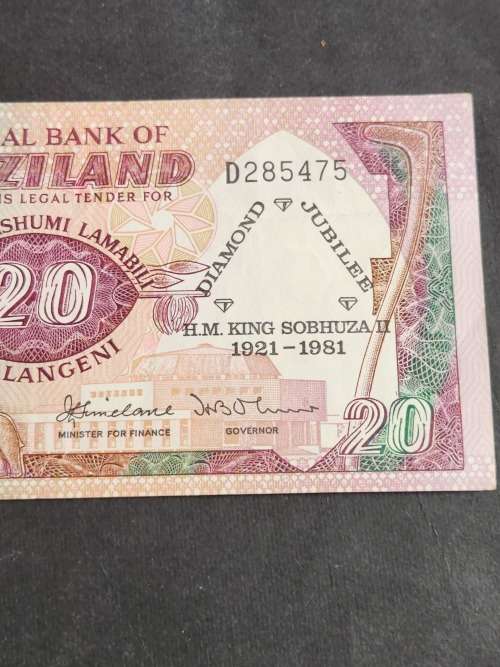 AL BANK OF
ZILAND
IS LEGAL TENDER FOR
SHUMI LAMABILI
20
LANGENI
D285475
DIAMOND JUBILEE
H.M. KING SOBHUZA II
1921-1981
MINISTER FOR FINANCE
GOVERNOR
20